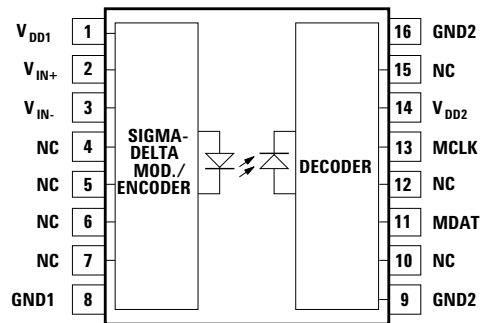 VDD1 1
VIN+ 2
VIN- 3
NC 4
NC 5
NC 6
NC 7
GND1 8
SIGMA-
DELTA
MOD./
ENCODER
DECODER
16 GND2
15 NC
14 VDD2
13 MCLK
12 NC
11 MDAT
10 NC
9 GND2